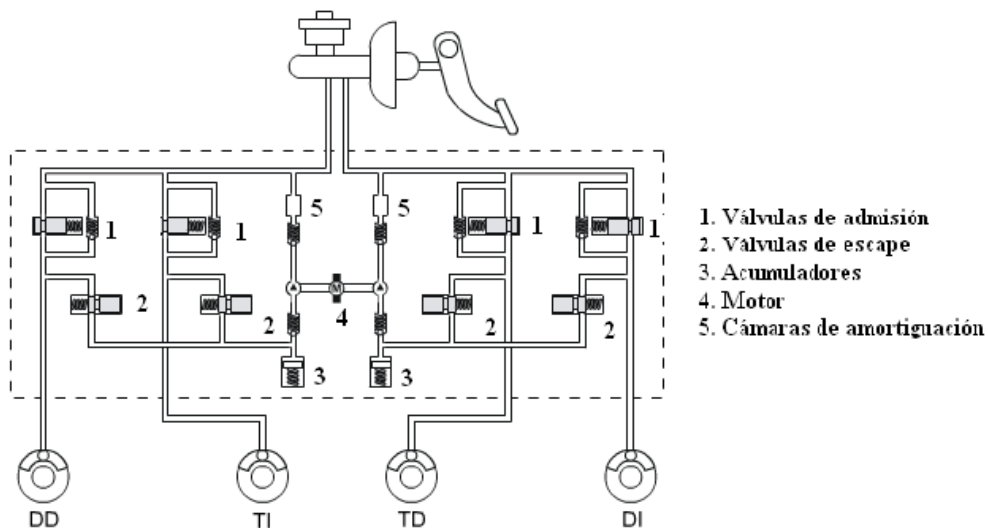 1. Válvulas de admisión
2. Válvulas de escape
3. Acumuladores
4. Motor
5. Cámaras de amortiguación
5 5
1 1 1 1
2 2 4 2 2
M
3 3
DD TI TD DI